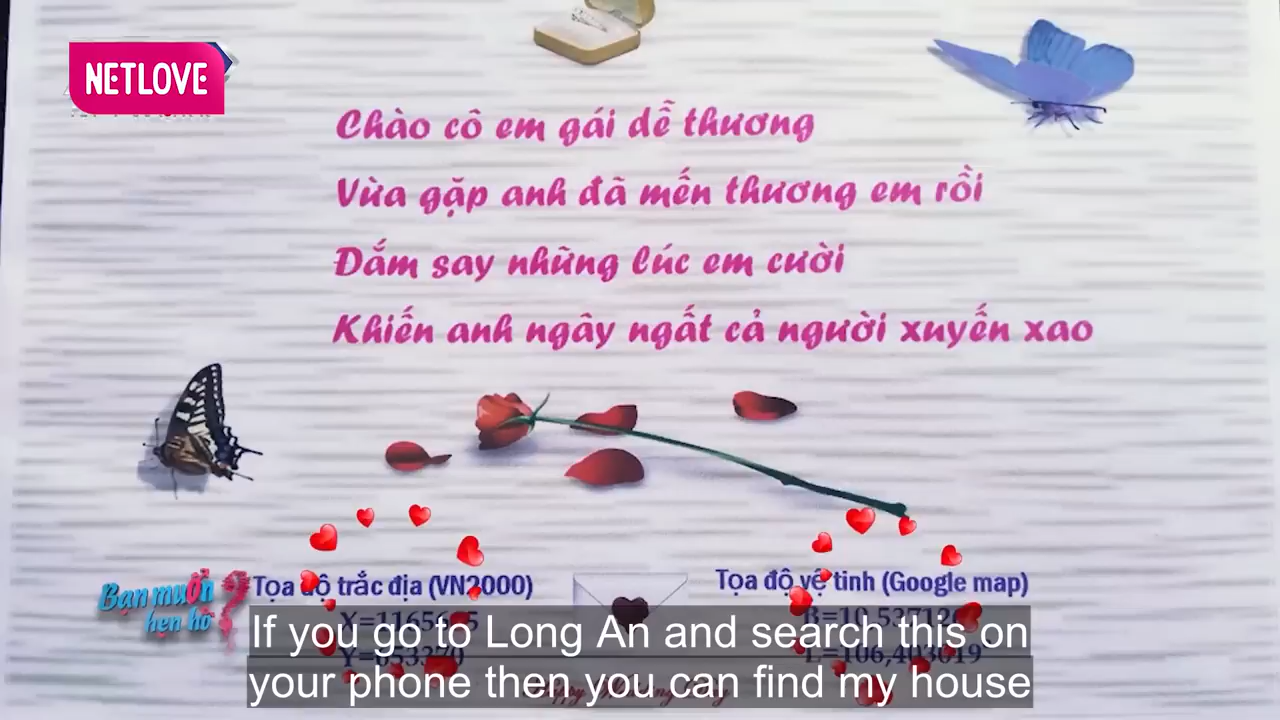 NETLOVE
Chào cô em gái dễ thương
Vừa gặp anh đã mến thương em rồi
Đắm say những lúc em cười
Khiến anh ngây ngất cả người xuyến xao
Bạn muốn
hẹn hò
Tọa độ trắc địa (VN2000)
Tọa độ vệ tinh (Google map)
If you go to Long An and search this on
your phone then you can find my house